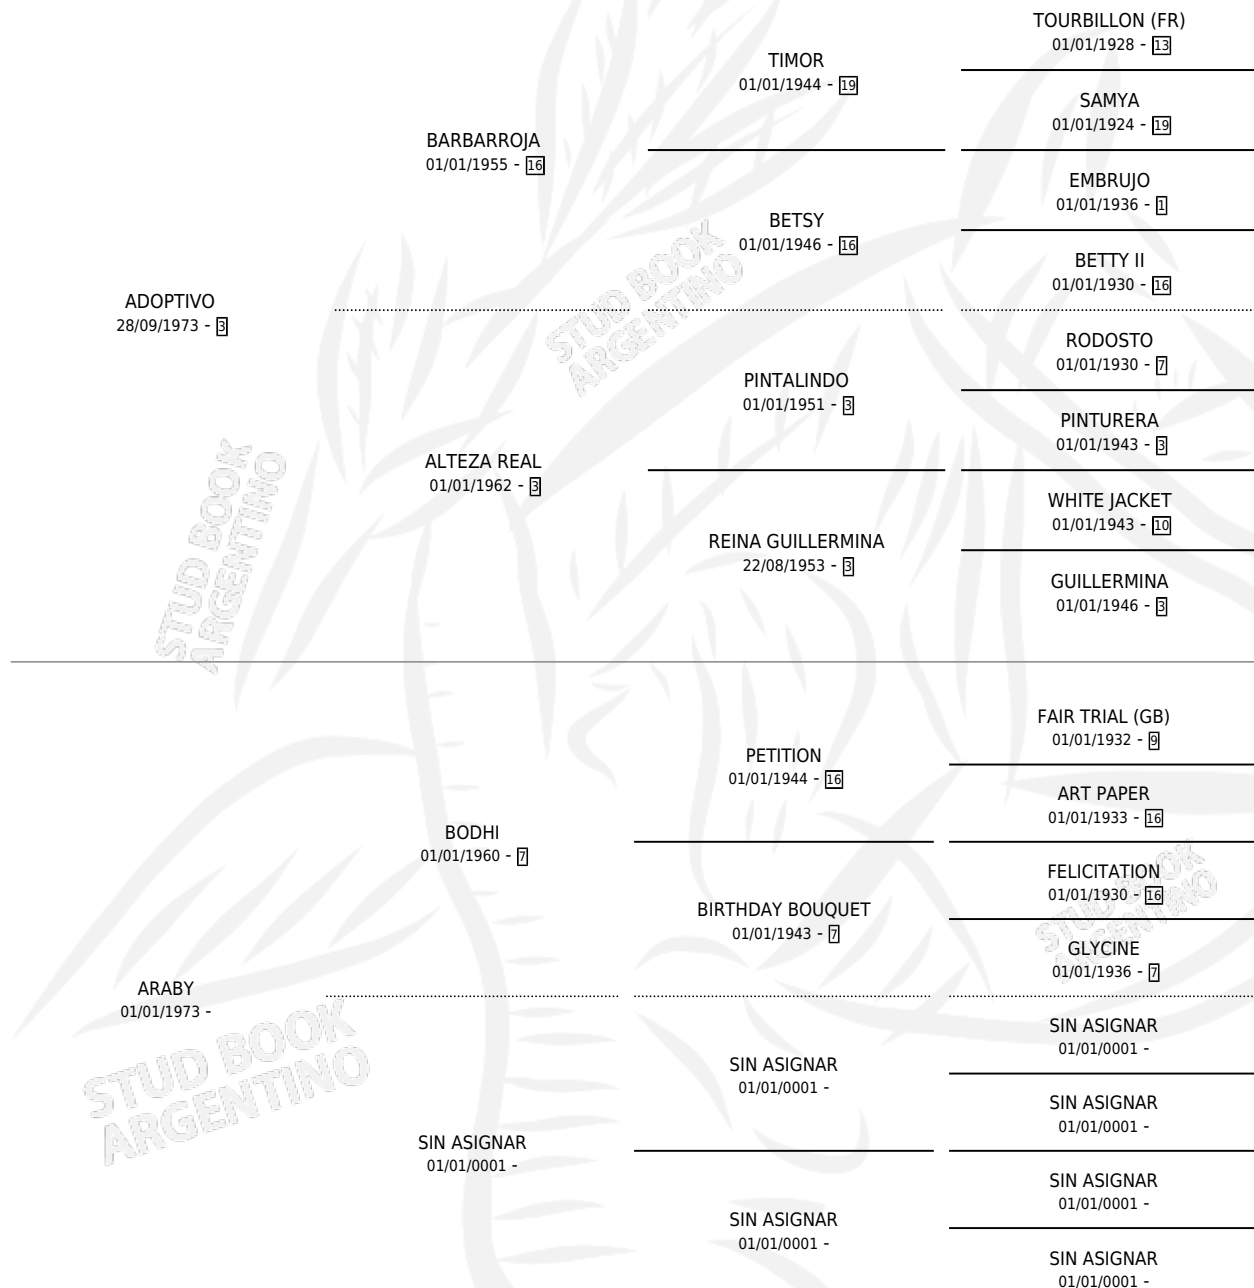 TOURBILLON (FR)
01/01/1928 - 13
TIMOR
01/01/1944 - 19
SAMYA
01/01/1924 - 19
BARBARROJA
01/01/1955 - 16
EMBRUJO
01/01/1936 - 1
BETSY
01/01/1946 - 16
BETTY II
01/01/1930 - 16
ADOPTIVO
28/09/1973 - 3
RODOSTO
01/01/1930 - 7
PINTALINDO
01/01/1951 - 3
PINTURERA
01/01/1943 - 3
ALTEZA REAL
01/01/1962 - 3
WHITE JACKET
01/01/1943 - 10
REINA GUILLERMINA
22/08/1953 - 3
GUILLERMINA
01/01/1946 - 3
FAIR TRIAL (GB)
01/01/1932 - 9
PETITION
01/01/1944 - 16
ART PAPER
01/01/1933 - 16
BODHI
01/01/1960 - 7
FELICITATION
01/01/1930 - 16
BIRTHDAY BOUQUET
01/01/1943 - 7
GLYCINE
01/01/1936 - 7
ARABY
01/01/1973 -
SIN ASIGNAR
01/01/0001 -
SIN ASIGNAR
01/01/0001 -
SIN ASIGNAR
01/01/0001 -
SIN ASIGNAR
01/01/0001 -
SIN ASIGNAR
01/01/0001 -
SIN ASIGNAR
01/01/0001 -
SIN ASIGNAR
01/01/0001 -
STUD BOOK
ARGENTINO
STUD BOOK
ARGENTINO
STUD BOOK
ARGENTINO
STUD BOOK
ARGENTINO